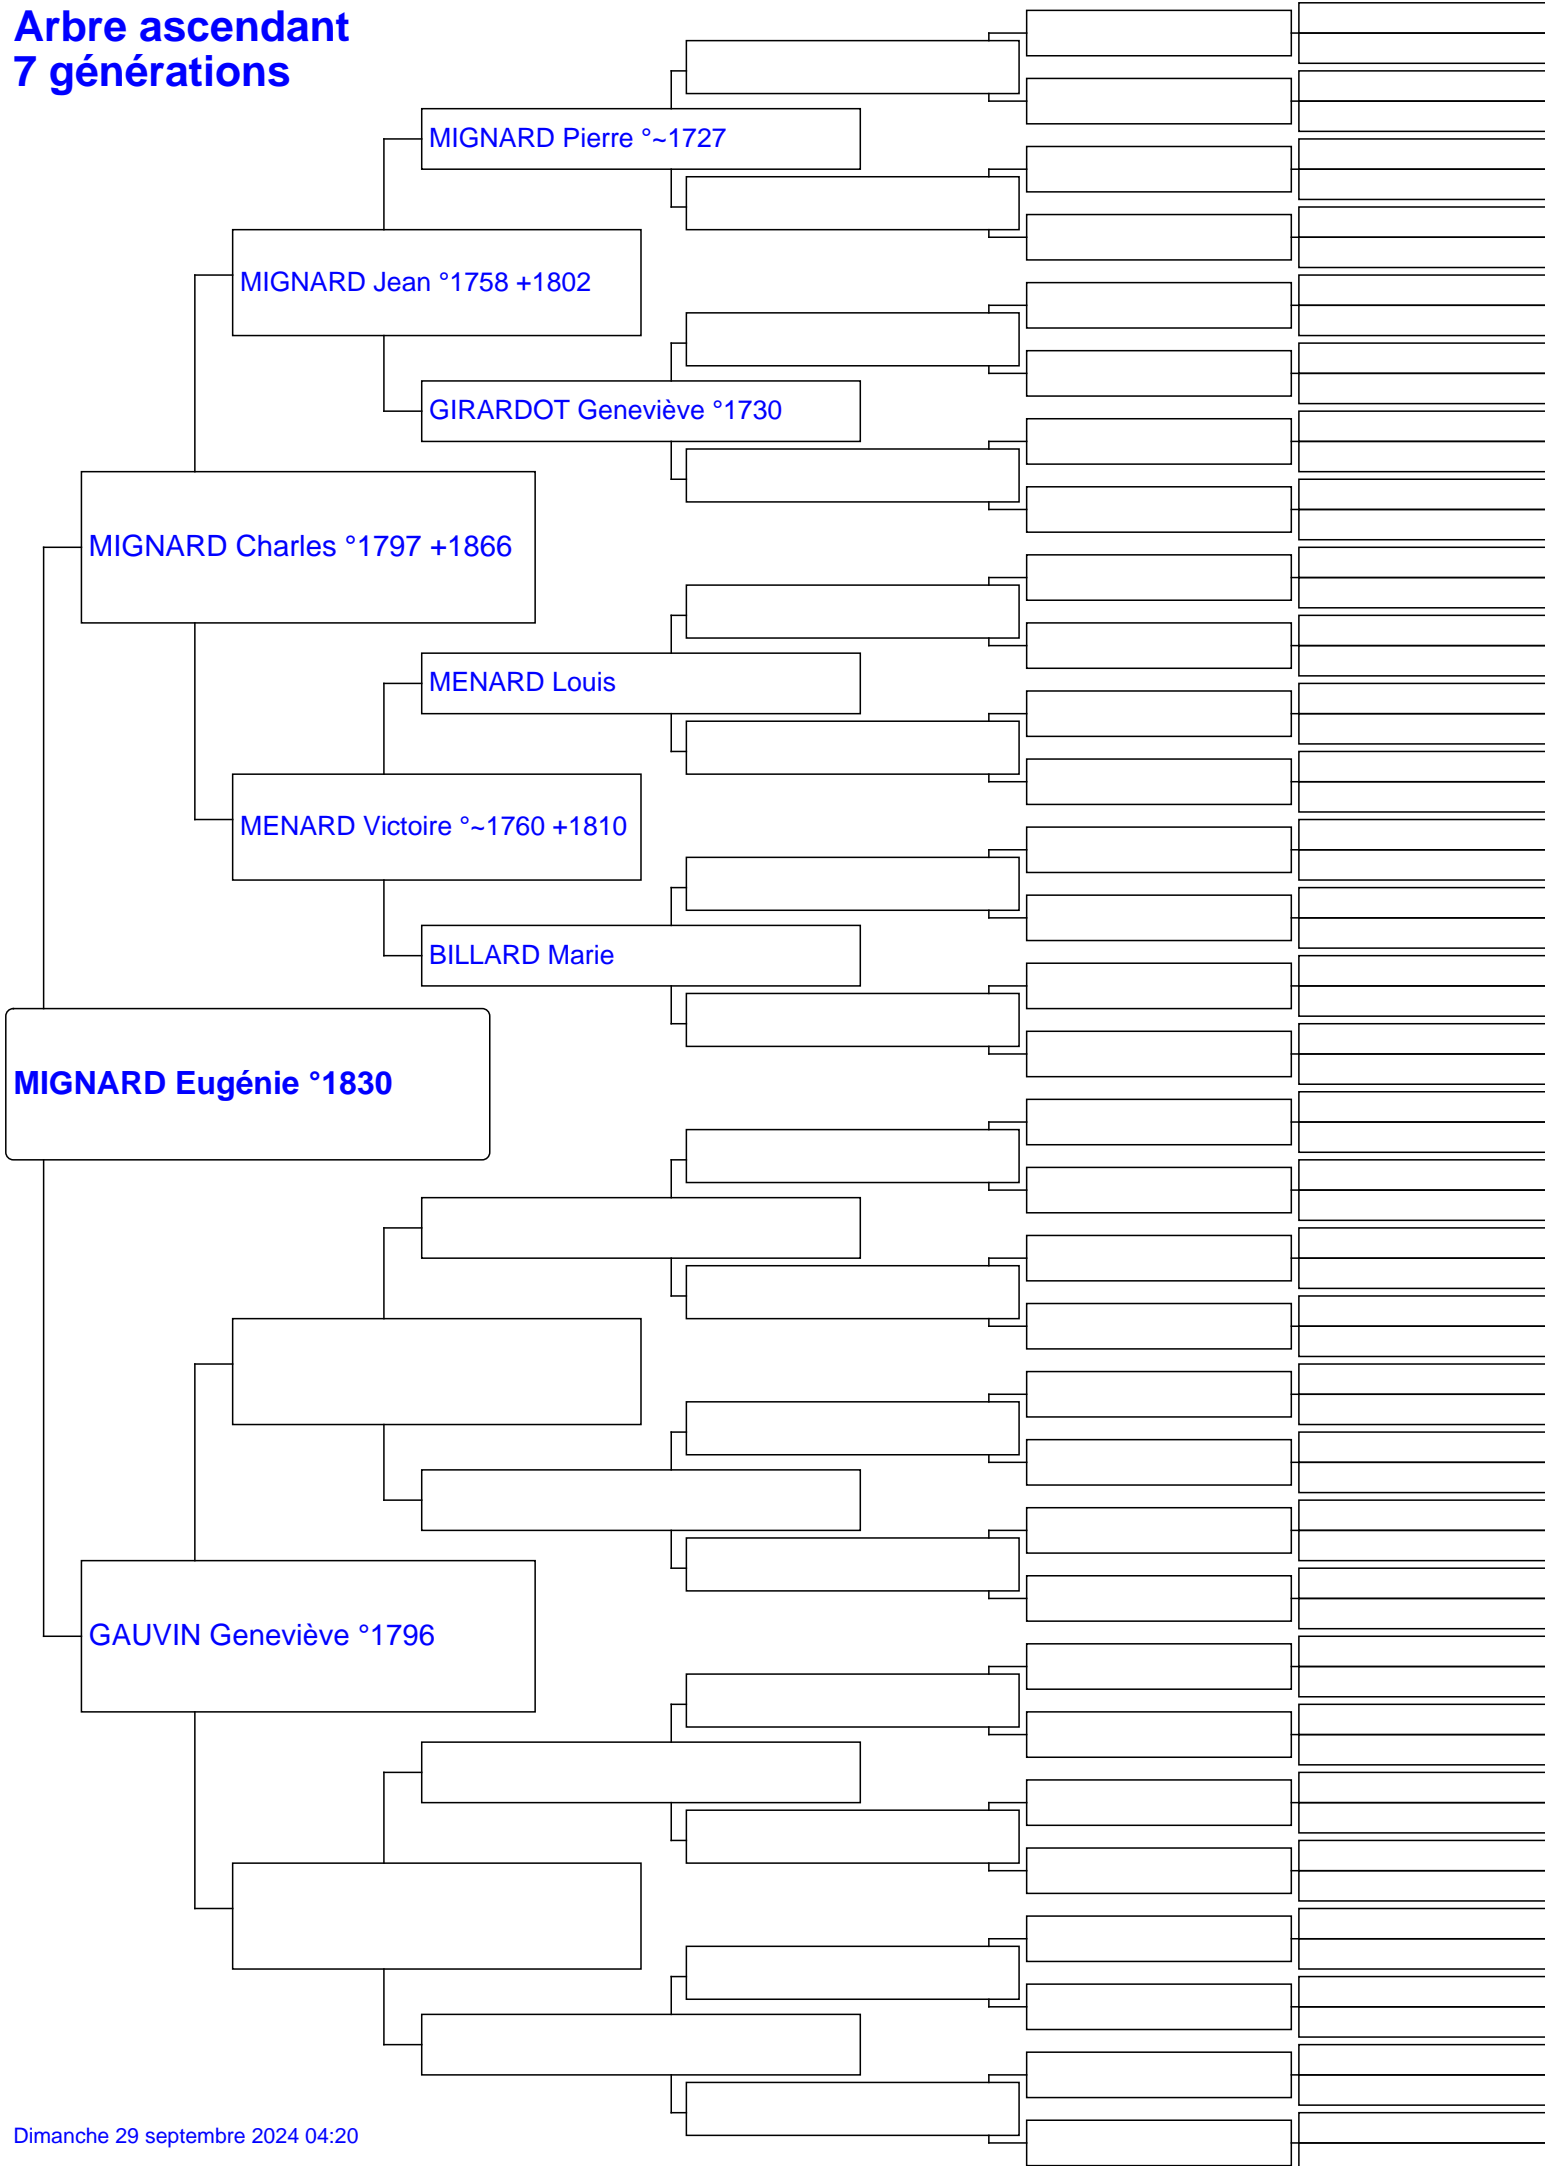 Arbre ascendant
7 générations
MIGNARD Pierre °~1727
MIGNARD Jean °1758 +1802
GIRARDOT Geneviève °1730
MIGNARD Charles °1797 +1866
MENARD Louis
MENARD Victoire °~1760 +1810
BILLARD Marie
MIGNARD Eugénie °1830
GAUVIN Geneviève °1796
Dimanche 29 septembre 2024 04:20